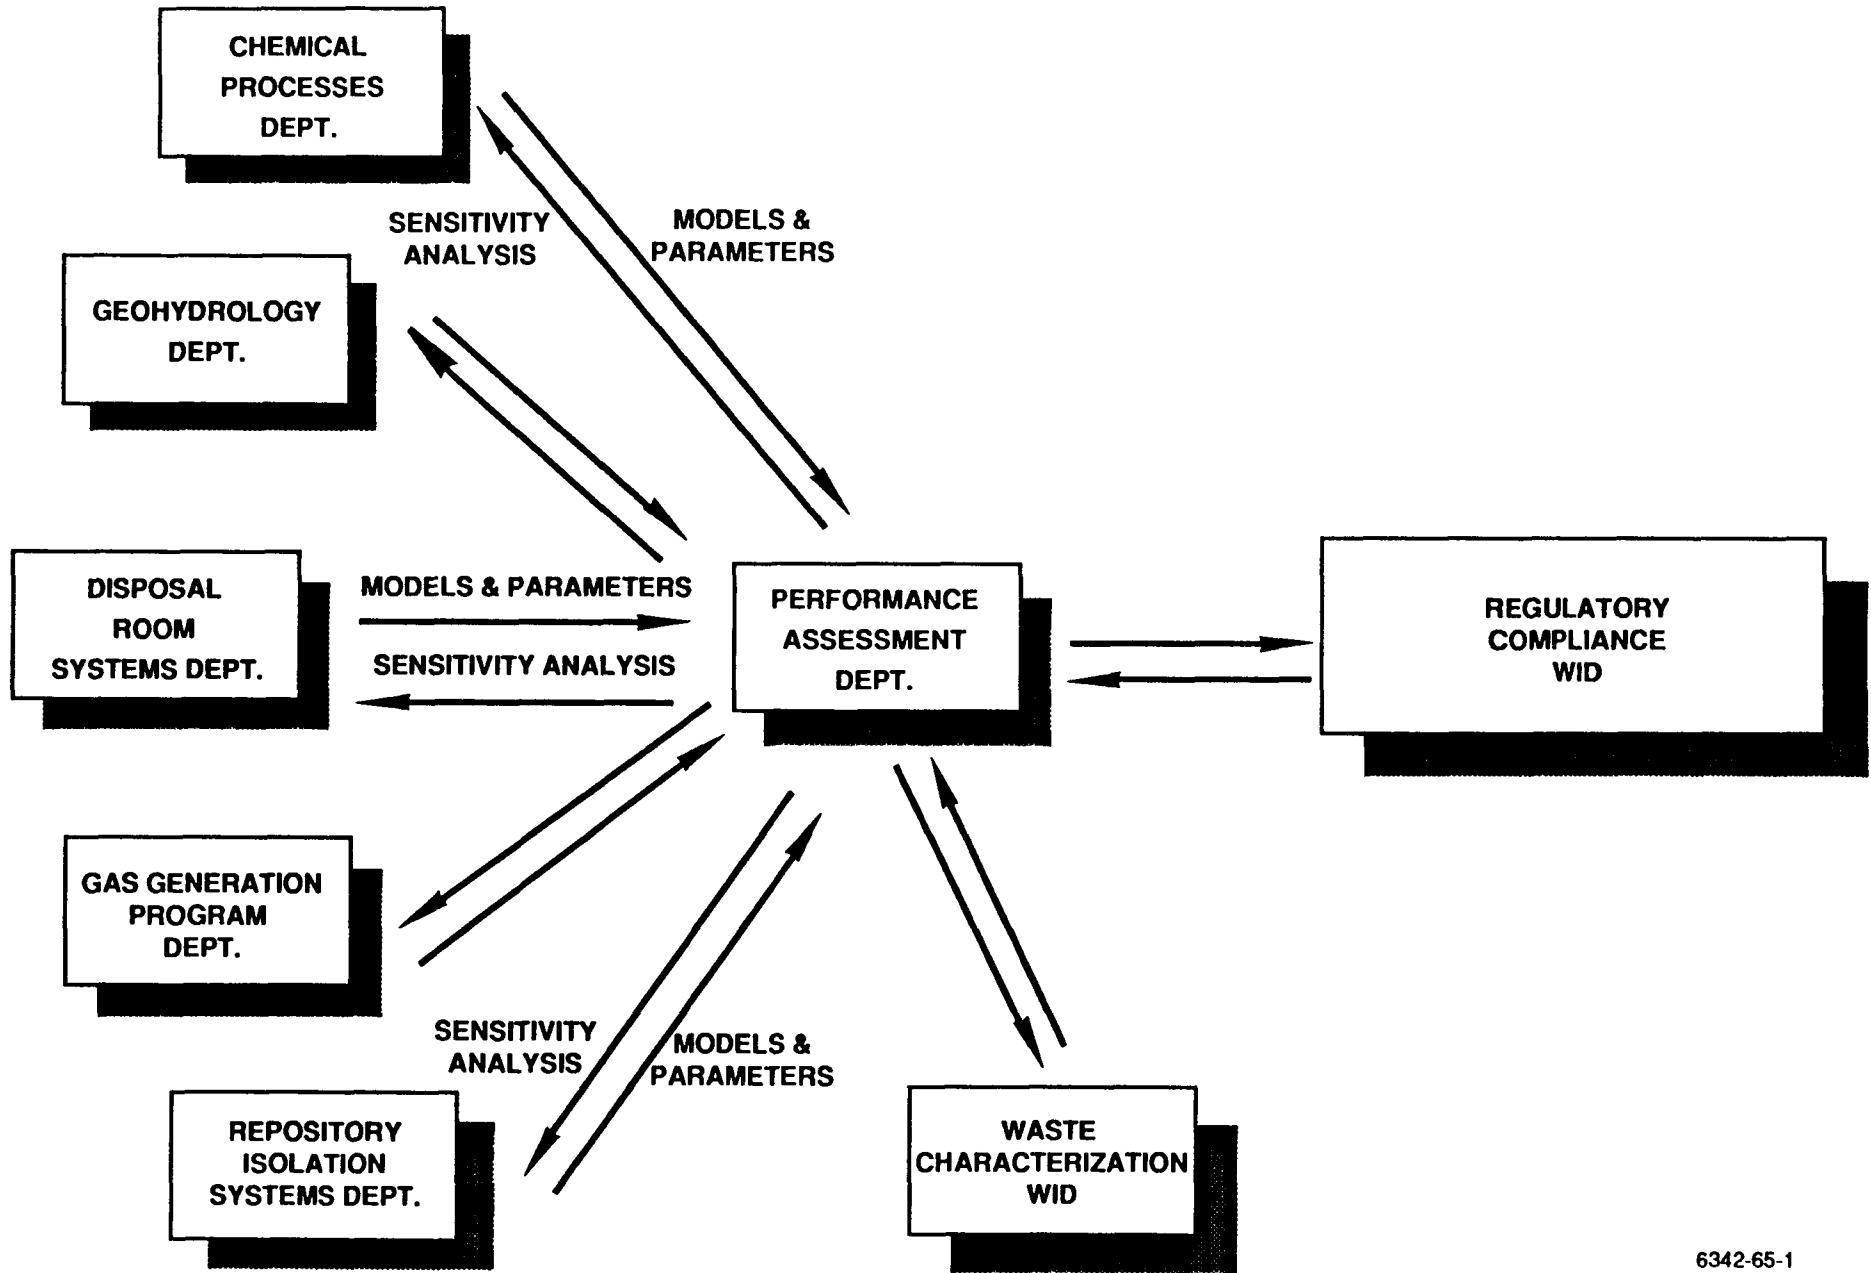 CHEMICAL
PROCESSES
DEPT.
SENSITIVITY
ANALYSIS
MODELS &
PARAMETERS
GEOHYDROLOGY
DEPT.
DISPOSAL
ROOM
SYSTEMS DEPT.
MODELS & PARAMETERS
SENSITIVITY ANALYSIS
PERFORMANCE
ASSESSMENT
DEPT.
REGULATORY
COMPLIANCE
WID
GAS GENERATION
PROGRAM
DEPT.
SENSITIVITY
ANALYSIS
MODELS &
PARAMETERS
REPOSITORY
ISOLATION
SYSTEMS DEPT.
WASTE
CHARACTERIZATION
WID
6342-65-1